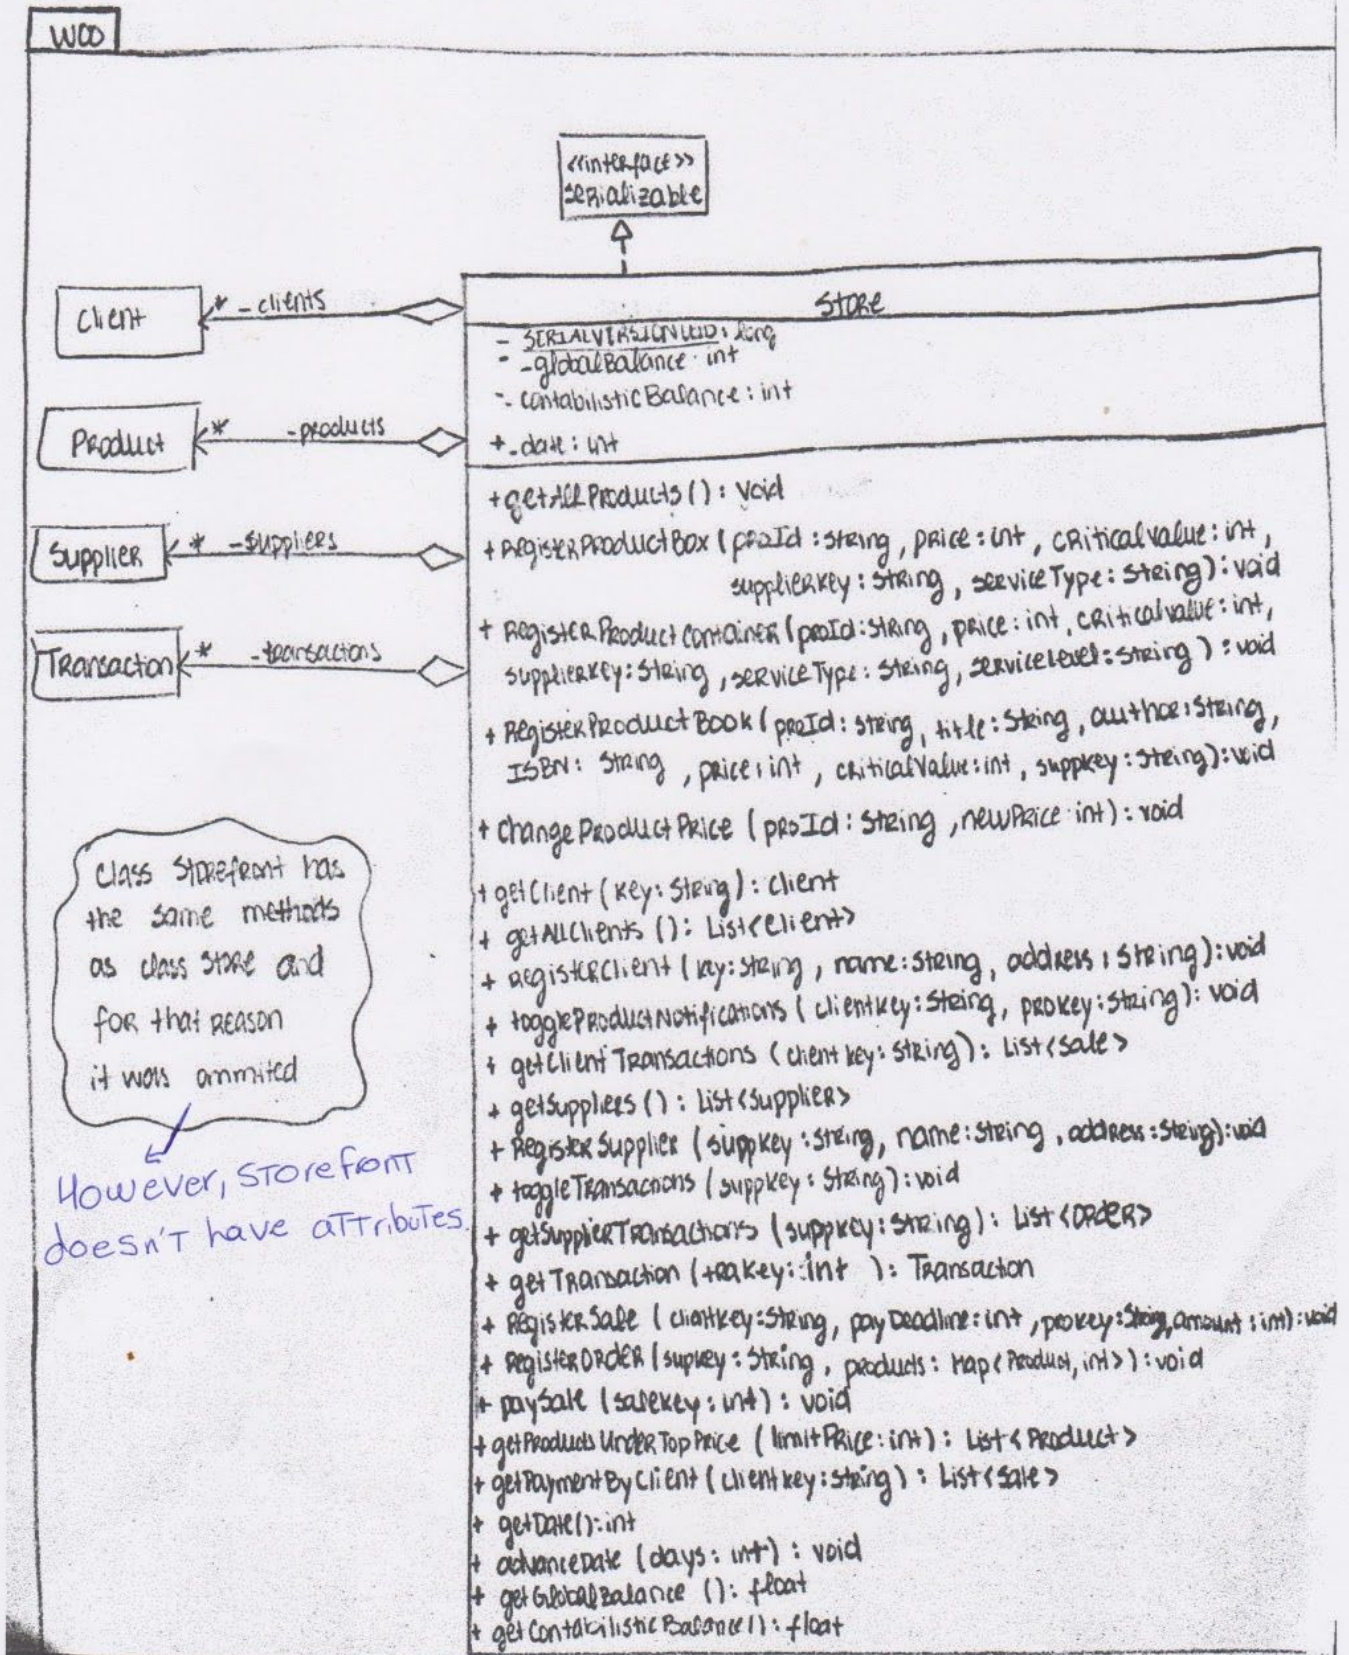 woo
<<interface>>
serializable
Store
Client
* - clients
- SERIALVERSIONUID: long
- -globalBalance: int
- - contabilisticBalance: int
Product
* -products
+ -date: int
+ getAllProducts(): void
Supplier
* -suppliers
+ RegisterProductBox (proId: string, price: int, criticalvalue: int,
supplierkey: string, serviceType: string): void
Transaction
* -transactions
+ RegisterProductContainer (proId: string, price: int, criticalvalue: int,
supplierkey: string, serviceType: string, servicelevel: string): void
+ RegisterProductBook (proId: string, title: String, author: String,
ISBN: string, price: int, criticalValue: int, suppkey: string): void
+ changeProductPrice (proId: string, newPrice: int): void
Class Storefront has
the same methods
as class store and
for that reason
it was ommited
However, Storefront
doesn't have attributes.
+ getClient (key: string): client
+ getAllClients (): List<Client>
+ RegisterClient (key: string, name: string, address: string): void
+ toggleProductNotifications (clientkey: string, prokey: string): void
+ getClientTransactions (client key: string): List<sale>
+ getSuppliers (): List<Supplier>
+ RegisterSupplier (suppkey: string, name: string, address: string): void
+ toggleTransactions (suppkey: string): void
+ getSupplierTransactions (suppkey: string): List<Order>
+ getTransaction (trakey: int): Transaction
+ RegisterSale (clientkey: string, payDeadline: int, prokey: string, amount: int): void
+ RegisterOrder (supkey: string, products: Map<Product, int>): void
+ paySale (salekey: int): void
+ getProductsUnderTopPrice (limitPrice: int): List<Product>
+ getPaymentByClient (clientkey: string): List<sale>
+ getDate(): int
+ advanceDate (days: int): void
+ getGlobalBalance (): float
+ getContabilisticBalance(): float